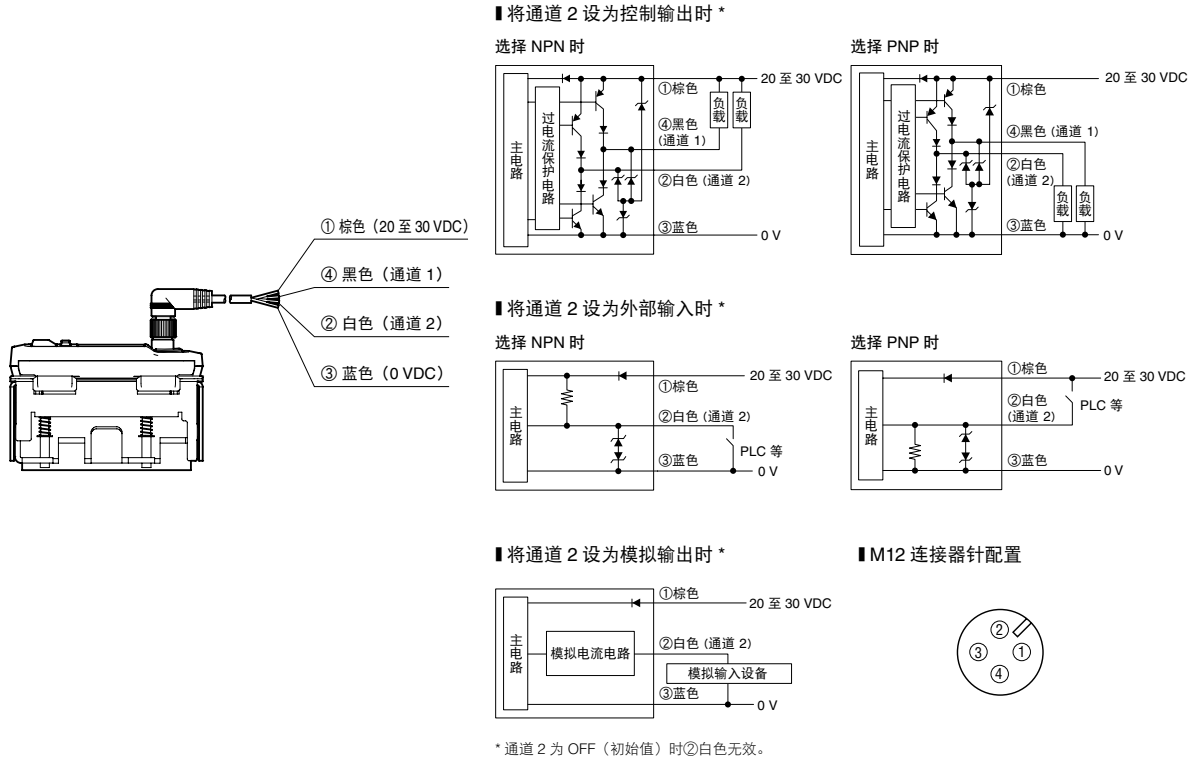 ▌将通道 2 设为控制输出时 *
选择 NPN 时
主电路
过电流保护电路
①棕色
20 至 30 VDC
负载
负载
④黑色
(通道 1)
②白色 (通道 2)
③蓝色
0 V
选择 PNP 时
主电路
过电流保护电路
①棕色
20 至 30 VDC
④黑色 (通道 1)
②白色
(通道 2)
负载
负载
③蓝色
0 V
① 棕色（20 至 30 VDC）
④ 黑色（通道 1）
② 白色（通道 2）
③ 蓝色（0 VDC）
▌将通道 2 设为外部输入时 *
选择 NPN 时
主电路
①棕色
20 至 30 VDC
②白色 (通道 2)
PLC 等
③蓝色
0 V
选择 PNP 时
主电路
①棕色
20 至 30 VDC
②白色
(通道 2)
PLC 等
③蓝色
0 V
▌将通道 2 设为模拟输出时 *
主电路
模拟电流电路
①棕色
20 至 30 VDC
②白色 (通道 2)
模拟输入设备
③蓝色
0 V
▌M12 连接器针配置
②
③ ①
④
* 通道 2 为 OFF（初始值）时②白色无效。